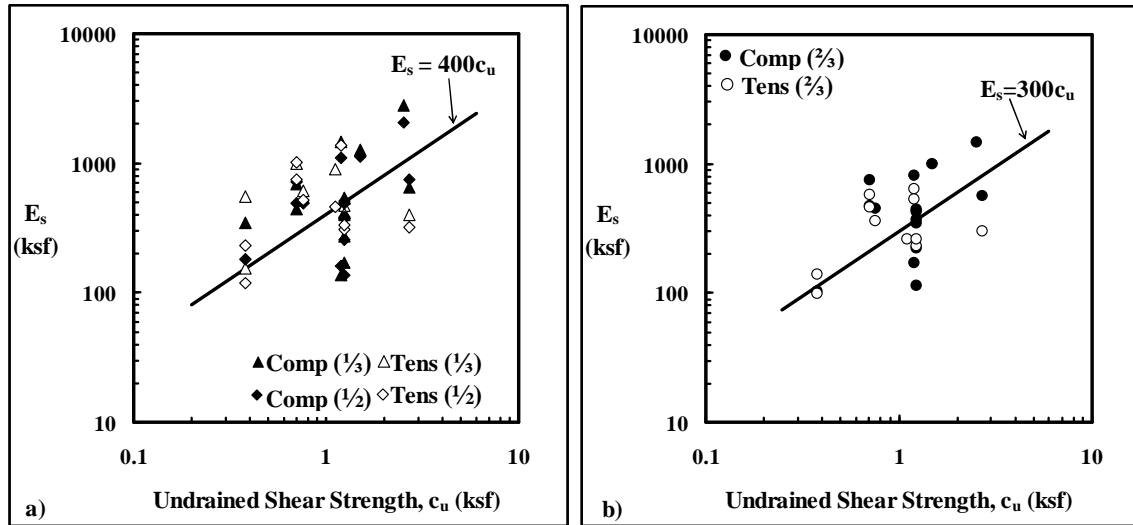 10000
1000
100
10
E_s
(ksf)
E_s = 400c_u
▲Comp (⅓) △Tens (⅓)
◆Comp (½) ◇Tens (½)
0.1 1 10
a) Undrained Shear Strength, c_u (ksf)
10000
1000
100
10
E_s
(ksf)
● Comp (⅔)
○ Tens (⅔)
E_s=300c_u
0.1 1 10
b) Undrained Shear Strength, c_u (ksf)